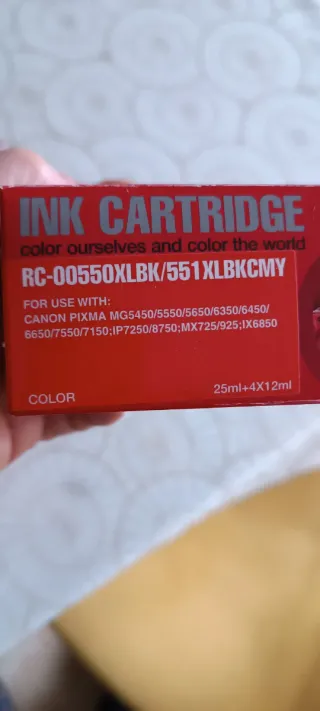 INK CARTRIDGE
color ourselves and color the world
RC-00550XLBK/551XLBKCMY
FOR USE WITH:
CANON PIXMA MG5450/5550/5650/6350/6450/
6650/7550/7150;IP7250/8750;MX725/925;IX6850
COLOR
25ml+4X12ml